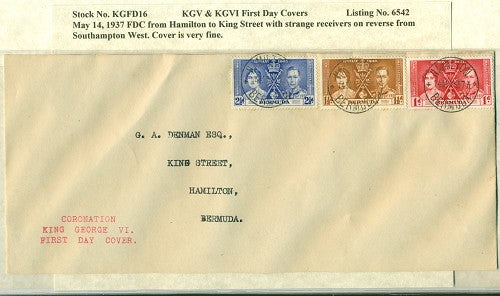 Stock No. KGFD16 KGV & KGVI First Day Covers Listing No. 6542
May 14, 1937 FDC from Hamilton to King Street with strange receivers on reverse from
Southampton West. Cover is very fine.
BERMUDA
BERMUDA
BERMUDA
G. A. DENMAN ESQ.,
KING STREET,
HAMILTON,
BERMUDA.
CORONATION
KING GEORGE VI.
FIRST DAY COVER.